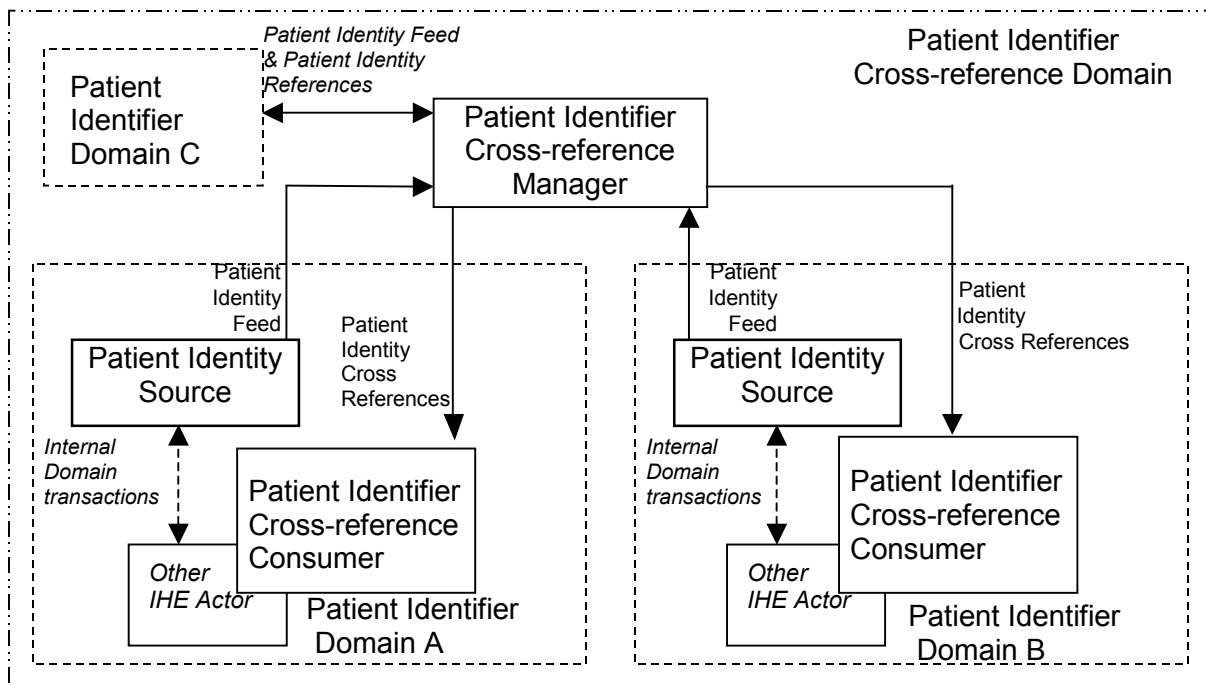 Patient Identity Feed
& Patient Identity
References
Patient Identifier
Cross-reference Domain
Patient
Identifier
Domain C
Patient Identifier
Cross-reference
Manager
Patient
Identity
Feed
Patient
Identity
Cross
References
Patient Identity
Source
Internal
Domain
transactions
Patient Identifier
Cross-reference
Consumer
Other
IHE Actor
Patient Identifier
Domain A
Patient
Identity
Feed
Patient
Identity
Cross References
Patient Identity
Source
Internal
Domain
transactions
Patient Identifier
Cross-reference
Consumer
Other
IHE Actor
Patient Identifier
Domain B